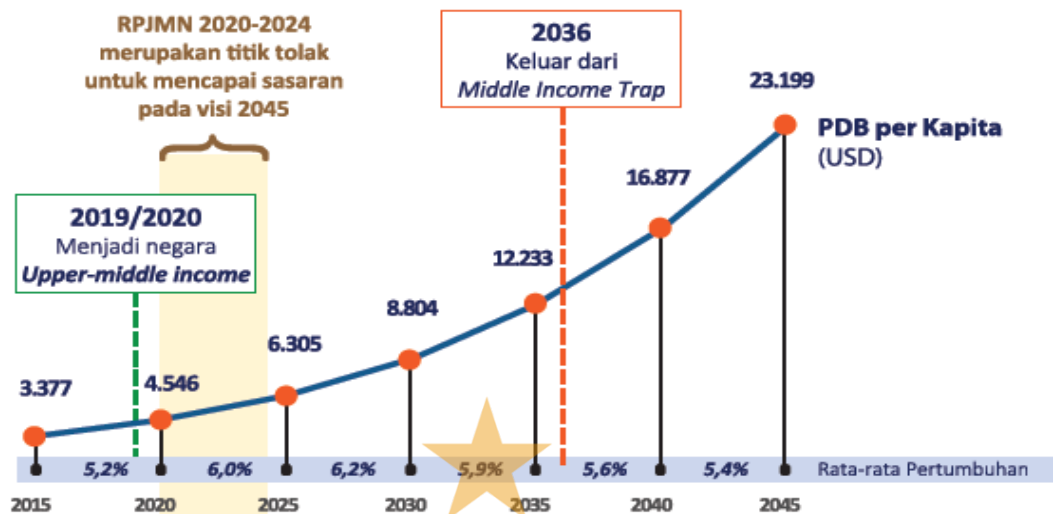 RPJMN 2020-2024
merupakan titik tolak
untuk mencapai sasaran
pada visi 2045
2036
Keluar dari
Middle Income Trap
23.199
PDB per Kapita
(USD)
16.877
2019/2020
Menjadi negara
Upper-middle income
12.233
8.804
6.305
4.546
3.377
5,2% 6,0% 6,2% 5,9% 5,6% 5,4% Rata-rata Pertumbuhan
2015 2020 2025 2030 2035 2040 2045